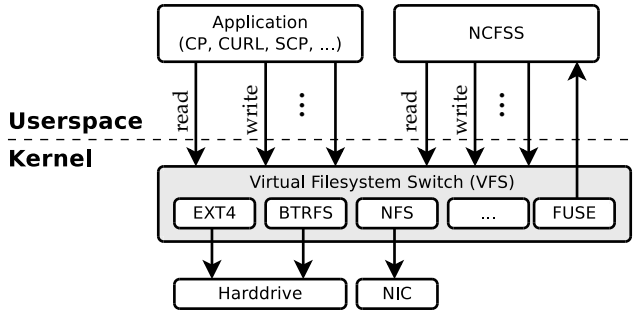 Application
(CP, CURL, SCP, ...)
NCFSS
read
write
...
read
write
...
Userspace
Kernel
Virtual Filesystem Switch (VFS)
EXT4
BTRFS
NFS
...
FUSE
Harddrive
NIC